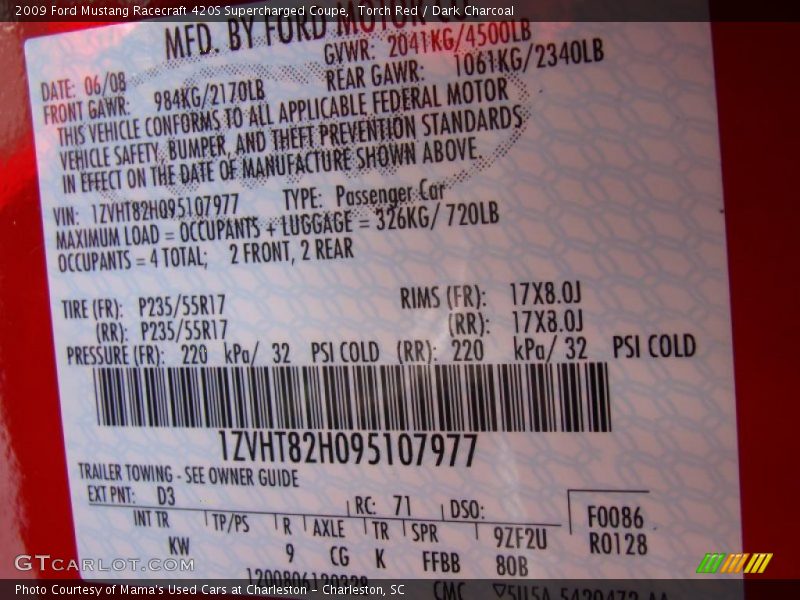 2009 Ford Mustang Racecraft 420S Supercharged Coupe, Torch Red / Dark Charcoal
MFD. BY FORD MOTOR
DATE: 06/08 GVWR: 2041KG/4500LB
FRONT GAWR: 984KG/2170LB REAR GAWR: 1061KG/2340LB
THIS VEHICLE CONFORMS TO ALL APPLICABLE FEDERAL MOTOR
VEHICLE SAFETY, BUMPER, AND THEFT PREVENTION STANDARDS
IN EFFECT ON THE DATE OF MANUFACTURE SHOWN ABOVE.
VIN: 1ZVHT82H095107977 TYPE: Passenger Car
MAXIMUM LOAD = OCCUPANTS + LUGGAGE = 326KG/ 720LB
OCCUPANTS = 4 TOTAL; 2 FRONT, 2 REAR
TIRE (FR): P235/55R17 RIMS (FR): 17X8.0J
(RR): P235/55R17 (RR): 17X8.0J
PRESSURE (FR): 220 kPa/ 32 PSI COLD (RR): 220 kPa/ 32 PSI COLD
1ZVHT82H095107977
TRAILER TOWING - SEE OWNER GUIDE
EXT PNT: D3 RC: 71 DSO: F0086
INT TR TP/PS R AXLE TR SPR 9ZF2U R0128
KW 9 CG K FFBB 80B
CMC
GTCARLOT.COM
Photo Courtesy of Mama's Used Cars at Charleston - Charleston, SC